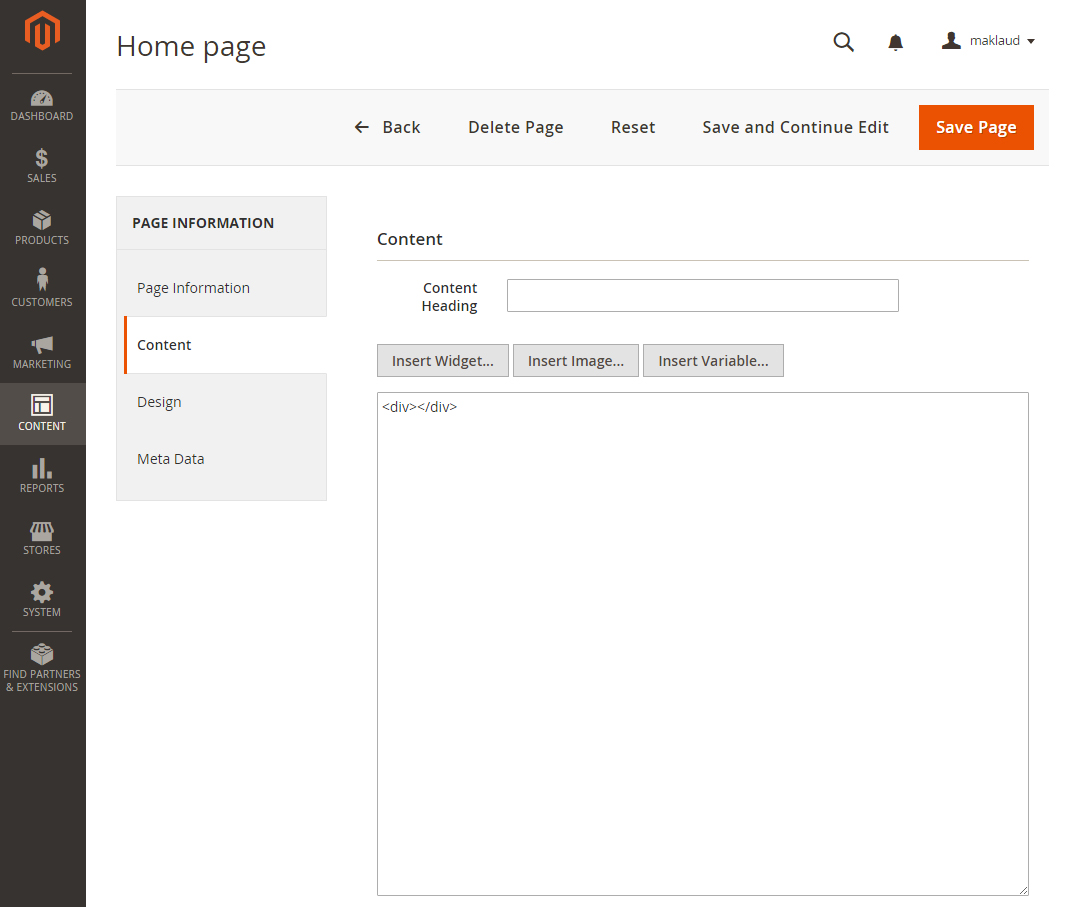 Home page
maklaud
DASHBOARD
SALES
PRODUCTS
CUSTOMERS
MARKETING
CONTENT
REPORTS
STORES
SYSTEM
FIND PARTNERS
& EXTENSIONS
Back
Delete Page
Reset
Save and Continue Edit
Save Page
PAGE INFORMATION
Page Information
Content
Design
Meta Data
Content
Content
Heading
Insert Widget...
Insert Image...
Insert Variable...
<div></div>